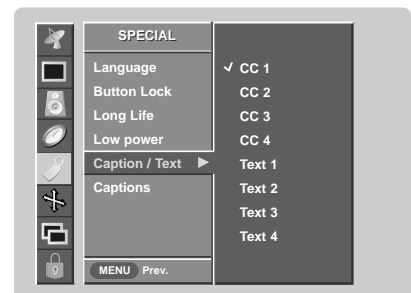 SPECIAL
Language
Button Lock
Long Life
Low power
Caption / Text
Captions
MENU Prev.
CC 1
CC 2
CC 3
CC 4
Text 1
Text 2
Text 3
Text 4